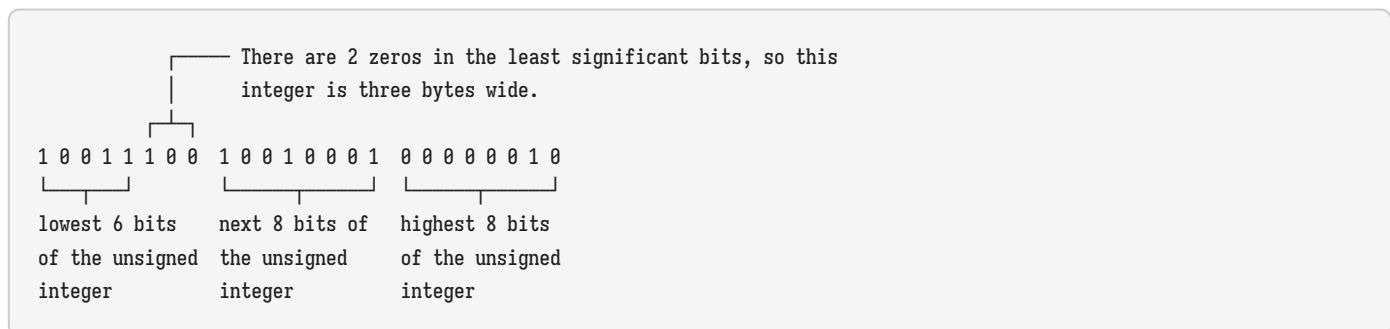 There are 2 zeros in the least significant bits, so this
integer is three bytes wide.
1 0 0 1 1 1 0 0 1 0 0 1 0 0 0 1 0 0 0 0 0 0 1 0
lowest 6 bits next 8 bits of highest 8 bits
of the unsigned the unsigned of the unsigned
integer integer integer